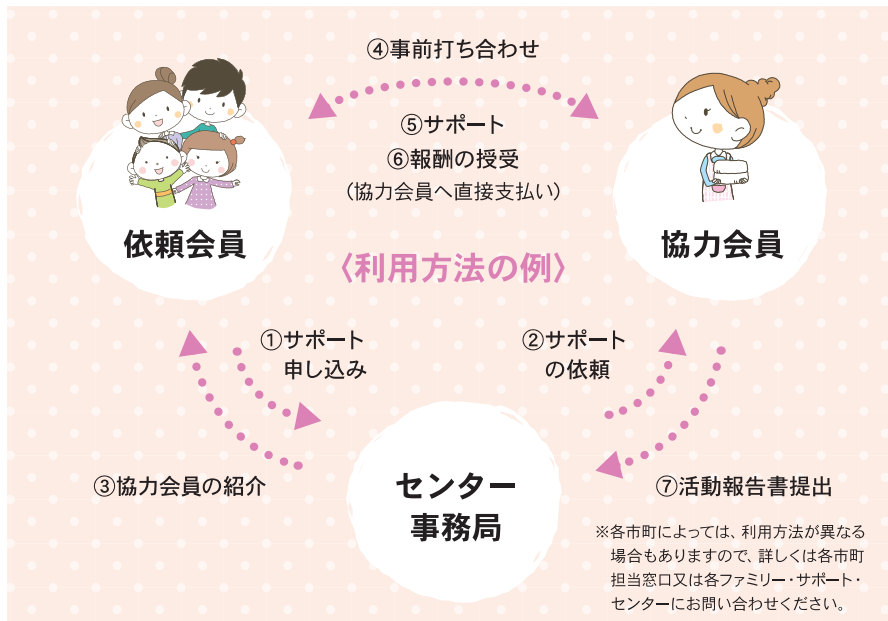 ④事前打ち合わせ
⑤サポート
⑥報酬の授受
（協力会員へ直接支払い）
依頼会員
協力会員
〈利用方法の例〉
①サポート
申し込み
②サポート
の依頼
③協力会員の紹介
センター
事務局
⑦活動報告書提出
※各市町によっては、利用方法が異なる
場合もありますので、詳しくは各市町
担当窓口又は各ファミリー・サポート・
センターにお問い合わせください。